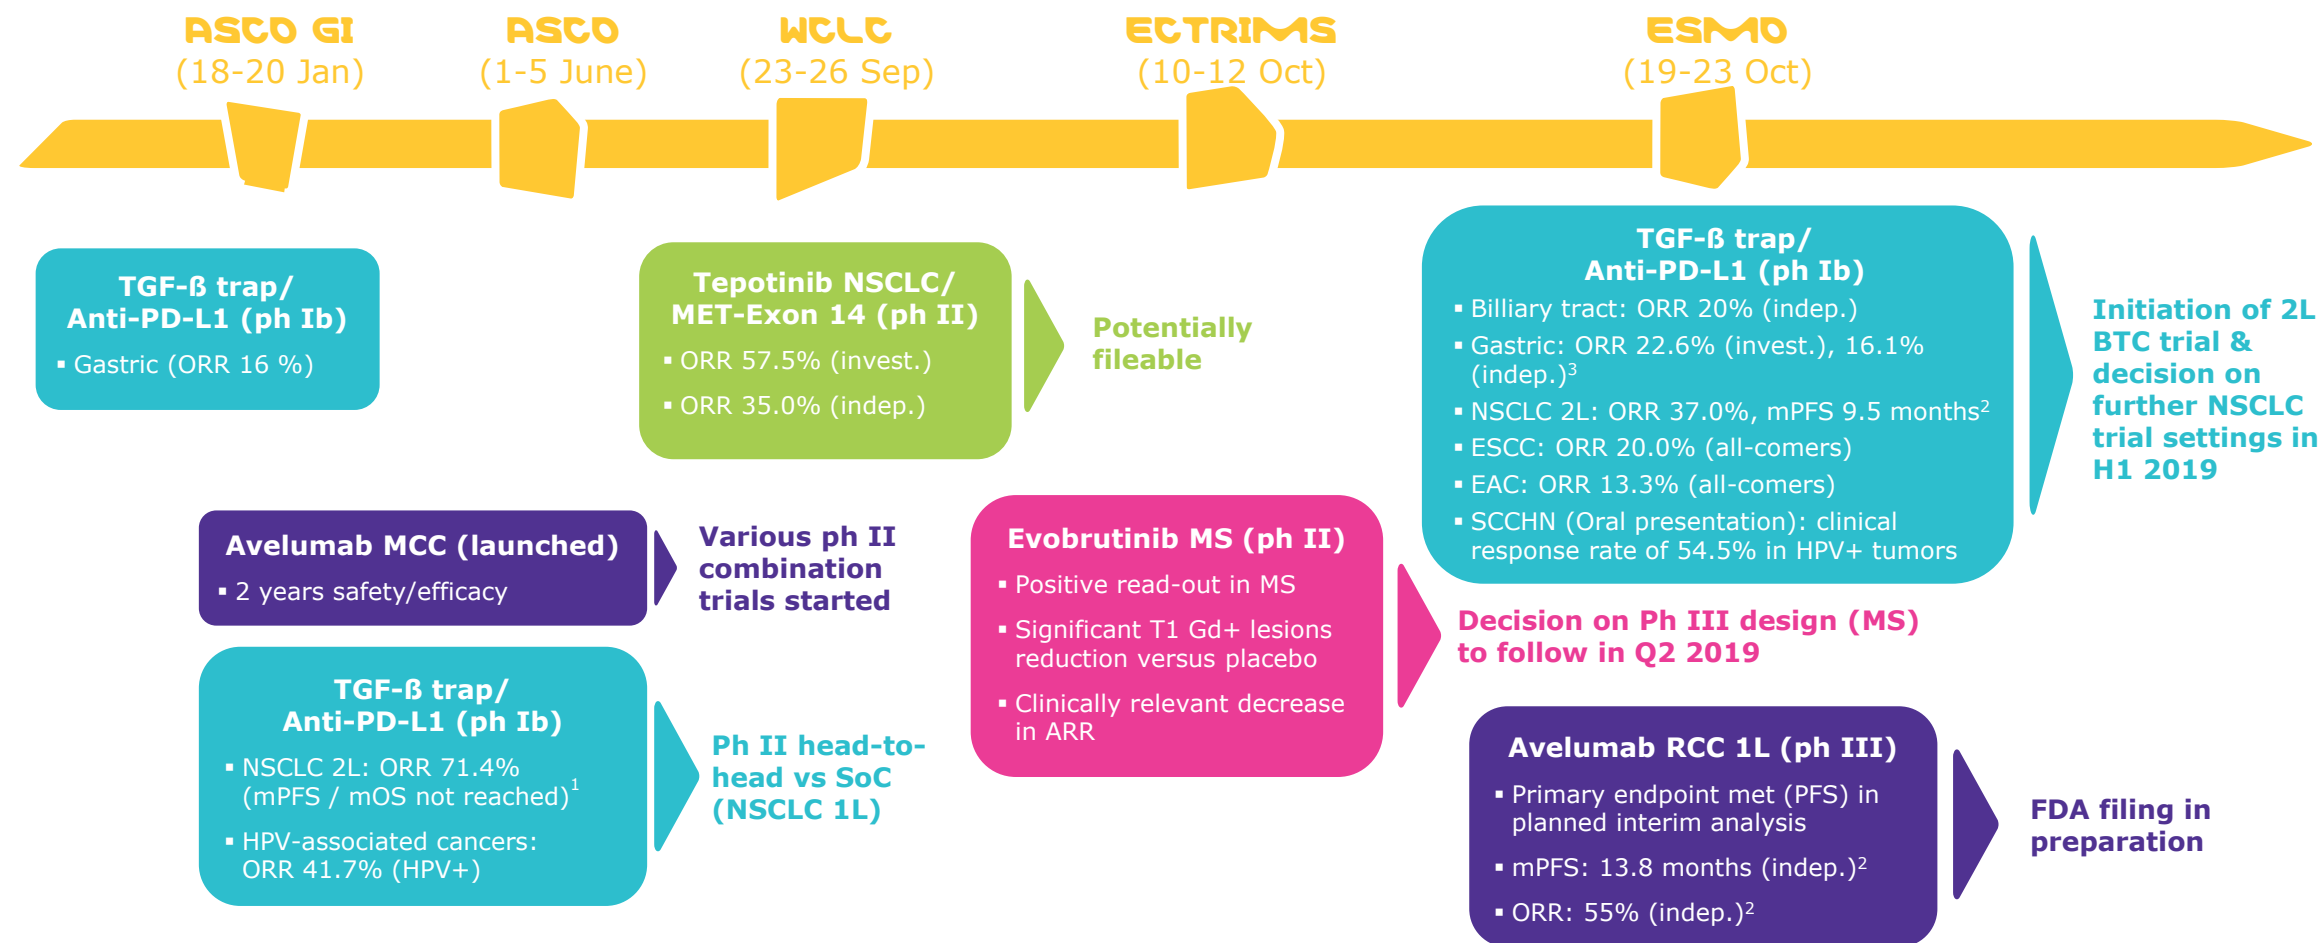 ASCO GI
(18-20 Jan)
ASCO
(1-5 June)
WCLC
(23-26 Sep)
ECTRIMS
(10-12 Oct)
ESMO
(19-23 Oct)
TGF-ß trap/
Anti-PD-L1 (ph Ib)
▪ Gastric (ORR 16 %)
Avelumab MCC (launched)
▪ 2 years safety/efficacy
Various ph II
combination
trials started
TGF-ß trap/
Anti-PD-L1 (ph Ib)
▪ NSCLC 2L: ORR 71.4%
(mPFS / mOS not reached)1
▪ HPV-associated cancers:
ORR 41.7% (HPV+)
Ph II head-to-
head vs SoC
(NSCLC 1L)
Tepotinib NSCLC/
MET-Exon 14 (ph II)
▪ ORR 57.5% (invest.)
▪ ORR 35.0% (indep.)
Potentially
fileable
Evobrutinib MS (ph II)
▪ Positive read-out in MS
▪ Significant T1 Gd+ lesions
reduction versus placebo
▪ Clinically relevant decrease
in ARR
Decision on Ph III design (MS)
to follow in Q2 2019
TGF-ß trap/
Anti-PD-L1 (ph Ib)
▪ Billiary tract: ORR 20% (indep.)
▪ Gastric: ORR 22.6% (invest.), 16.1%
(indep.)3
▪ NSCLC 2L: ORR 37.0%, mPFS 9.5 months2
▪ ESCC: ORR 20.0% (all-comers)
▪ EAC: ORR 13.3% (all-comers)
▪ SCCHN (Oral presentation): clinical
response rate of 54.5% in HPV+ tumors
Initiation of 2L
BTC trial &
decision on
further NSCLC
trial settings in
H1 2019
Avelumab RCC 1L (ph III)
▪ Primary endpoint met (PFS) in
planned interim analysis
▪ mPFS: 13.8 months (indep.)2
▪ ORR: 55% (indep.)2
FDA filing in
preparation